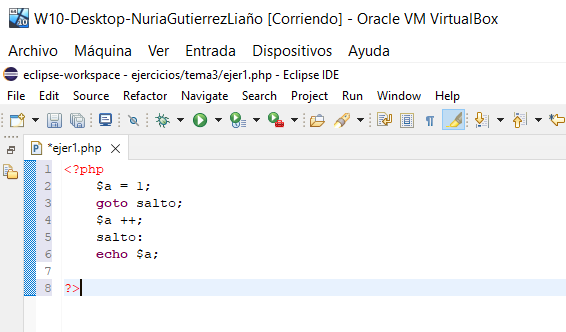 W10-Desktop-NuriaGutierrezLiaño [Corriendo] - Oracle VM VirtualBox
Archivo Máquina Ver Entrada Dispositivos Ayuda
eclipse-workspace - ejercicios/tema3/ejer1.php - Eclipse IDE
File Edit Source Refactor Navigate Search Project Run Window Help
*ejer1.php
1 <?php
2 $a = 1;
3 goto salto;
4 $a ++;
5 salto:
6 echo $a;
7
8 ?>